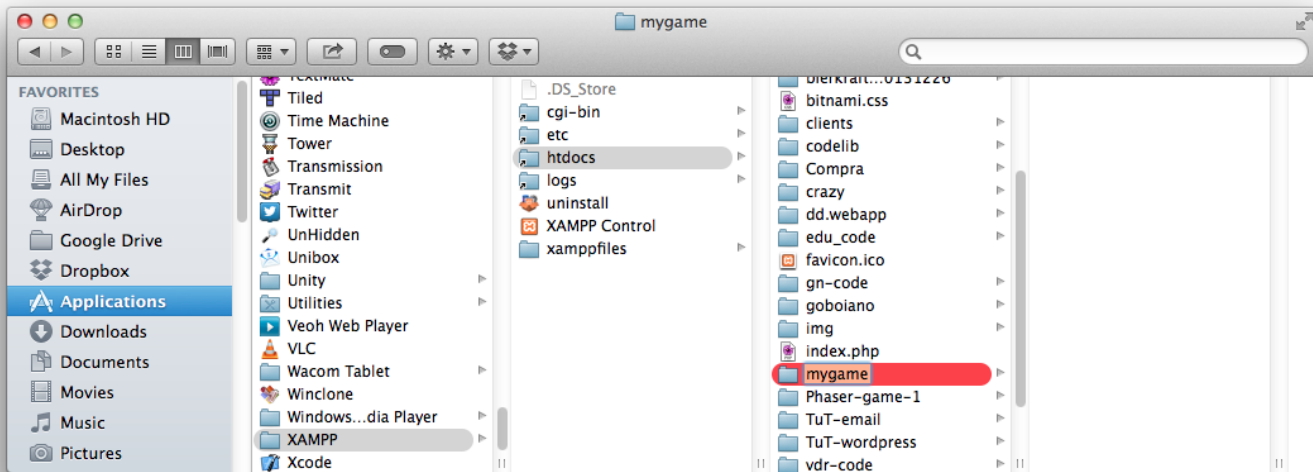 mygame
FAVORITES
Macintosh HD
Desktop
All My Files
AirDrop
Google Drive
Dropbox
Applications
Downloads
Documents
Movies
Music
Pictures
TextMate
Tiled
Time Machine
Tower
Transmission
Transmit
Twitter
UnHidden
Unibox
Unity
Utilities
Veoh Web Player
VLC
Wacom Tablet
Winclone
Windows...dia Player
XAMPP
Xcode
.DS_Store
cgi-bin
etc
htdocs
logs
uninstall
XAMPP Control
xamppfiles
bierkraft...0131226
bitnami.css
clients
codelib
Compra
crazy
dd.webapp
edu_code
favicon.ico
gn-code
goboiano
img
index.php
mygame
Phaser-game-1
TuT-email
TuT-wordpress
vdr-code